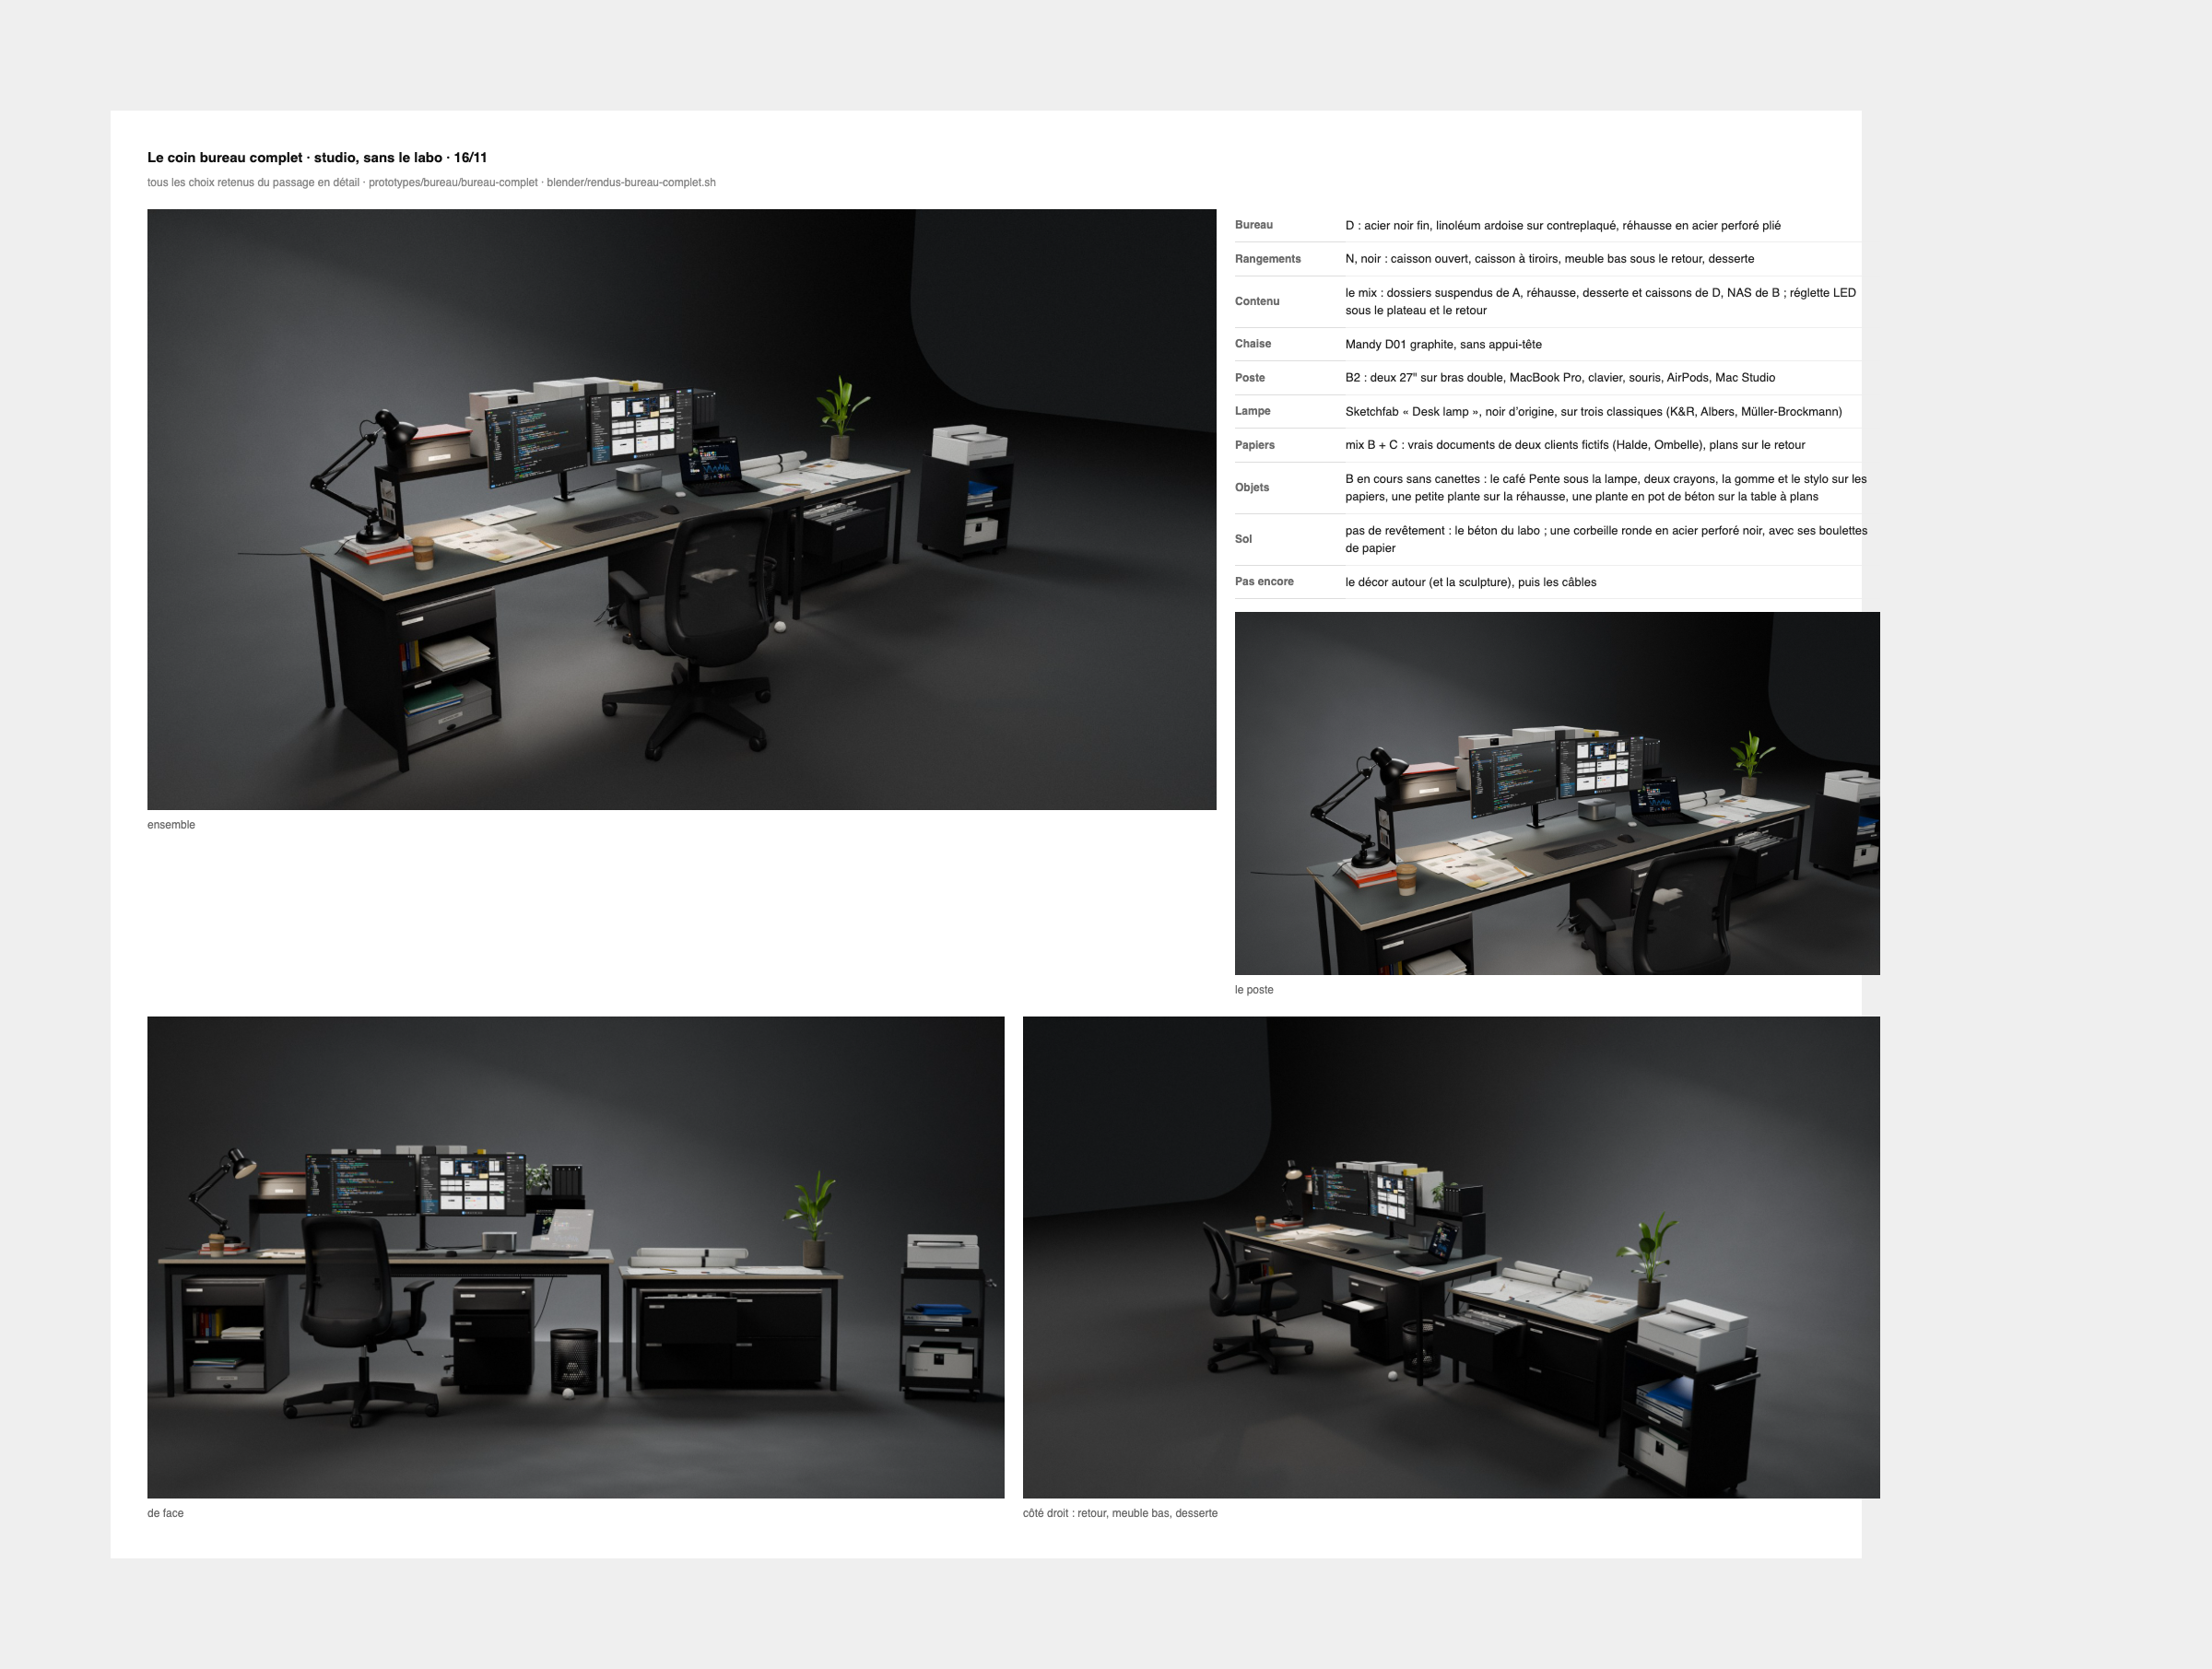 Le coin bureau complet · studio, sans le labo · 16/11
tous les choix retenus du passage en détail · prototypes/bureau/bureau-complet · blender/rendus-bureau-complet.sh
Bureau
D : acier noir fin, linoléum ardoise sur contreplaqué, réhausse en acier perforé plié
Rangements
N, noir : caisson ouvert, caisson à tiroirs, meuble bas sous le retour, desserte
Contenu
le mix : dossiers suspendus de A, réhausse, desserte et caissons de D, NAS de B ; réglette LED
sous le plateau et le retour
Chaise
Mandy D01 graphite, sans appui-tête
Poste
B2 : deux 27" sur bras double, MacBook Pro, clavier, souris, AirPods, Mac Studio
Lampe
Sketchfab « Desk lamp », noir d’origine, sur trois classiques (K&R, Albers, Müller-Brockmann)
Papiers
mix B + C : vrais documents de deux clients fictifs (Halde, Ombelle), plans sur le retour
Objets
B en cours sans canettes : le café Pente sous la lampe, deux crayons, la gomme et le stylo sur les
papiers, une petite plante sur la réhausse, une plante en pot de béton sur la table à plans
Sol
pas de revêtement : le béton du labo ; une corbeille ronde en acier perforé noir, avec ses boulettes
de papier
Pas encore
le décor autour (et la sculpture), puis les câbles
ensemble
le poste
de face
côté droit : retour, meuble bas, desserte